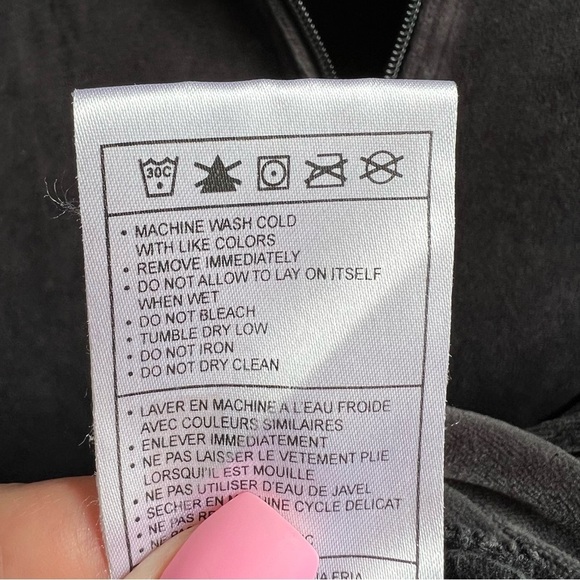 30C
• MACHINE WASH COLD
WITH LIKE COLORS
• REMOVE IMMEDIATELY
• DO NOT ALLOW TO LAY ON ITSELF
WHEN WET
• DO NOT BLEACH
• TUMBLE DRY LOW
• DO NOT IRON
• DO NOT DRY CLEAN
• LAVER EN MACHINE A L'EAU FROIDE
AVEC COULEURS SIMILAIRES
• ENLEVER IMMEDIATEMENT
• NE PAS LAISSER LE VETEMENT PLIE
LORSQU'IL EST MOUILLE
• NE PAS UTILISER D'EAU DE JAVEL
• SECHER EN CYCLE DELICAT
• NE PAS